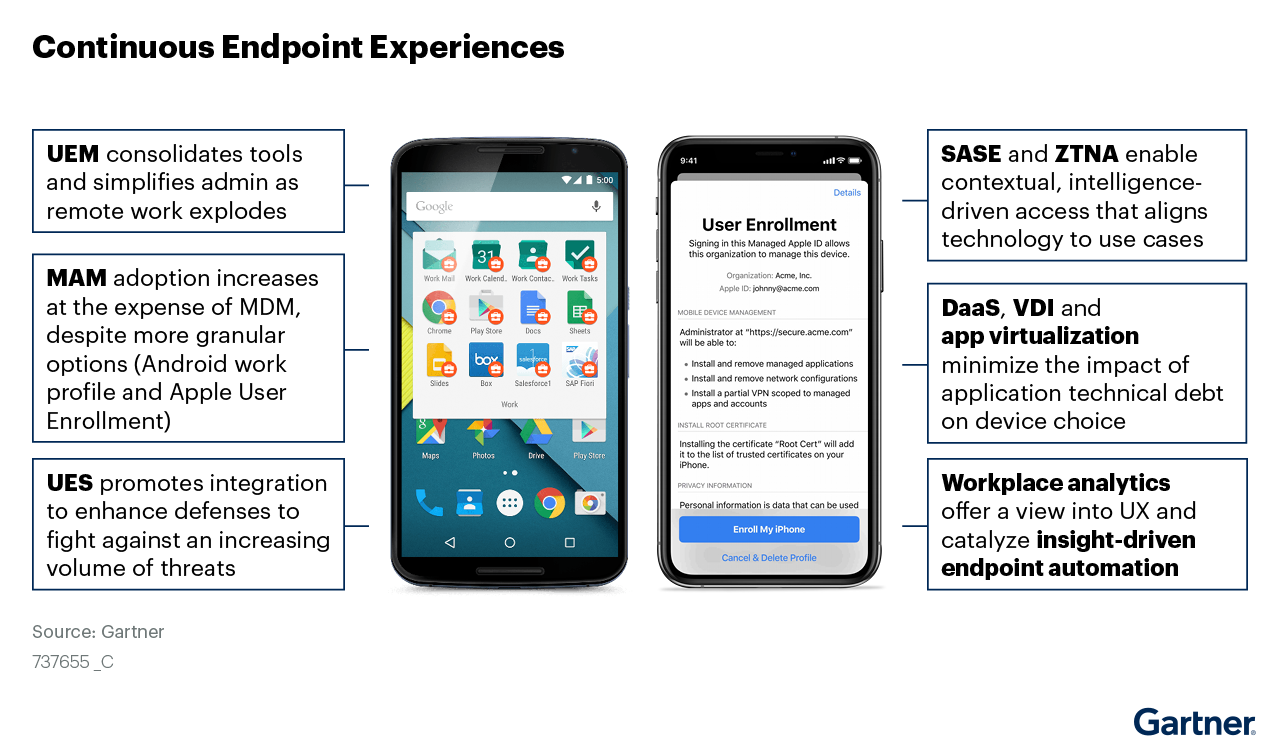 Continuous Endpoint Experiences
UEM consolidates tools
and simplifies admin as
remote work explodes
MAM adoption increases
at the expense of MDM,
despite more granular
options (Android work
profile and Apple User
Enrollment)
UES promotes integration
to enhance defenses to
fight against an increasing
volume of threats
5:00
Google
31
Work Mail Work Calend.. Work Contac.. Work Tasks
Chrome Play Store Docs Sheets
box salesforce SAP
Slides Box Salesforce1 SAP Fiori
Work
Maps Photos Drive Play Store
9:41
Details
User Enrollment
Signing in this Managed Apple ID allows
this organization to manage this device.
Organization: Acme, Inc.
Apple ID: johnny@acme.com
MOBILE DEVICE MANAGEMENT
Administrator at “https://secure.acme.com”
will be able to:
• Install and remove managed applications
• Install and remove network configurations
• Install a partial VPN scoped to managed
apps and accounts
INSTALL ROOT CERTIFICATE
Installing the certificate “Root Cert” will add
it to the list of trusted certificates on your
iPhone.
PRIVACY INFORMATION
Personal information is data that can be used
Enroll My iPhone
Cancel & Delete Profile
SASE and ZTNA enable
contextual, intelligence-
driven access that aligns
technology to use cases
DaaS, VDI and
app virtualization
minimize the impact of
application technical debt
on device choice
Workplace analytics
offer a view into UX and
catalyze insight-driven
endpoint automation
Source: Gartner
737655 _C
Gartner®